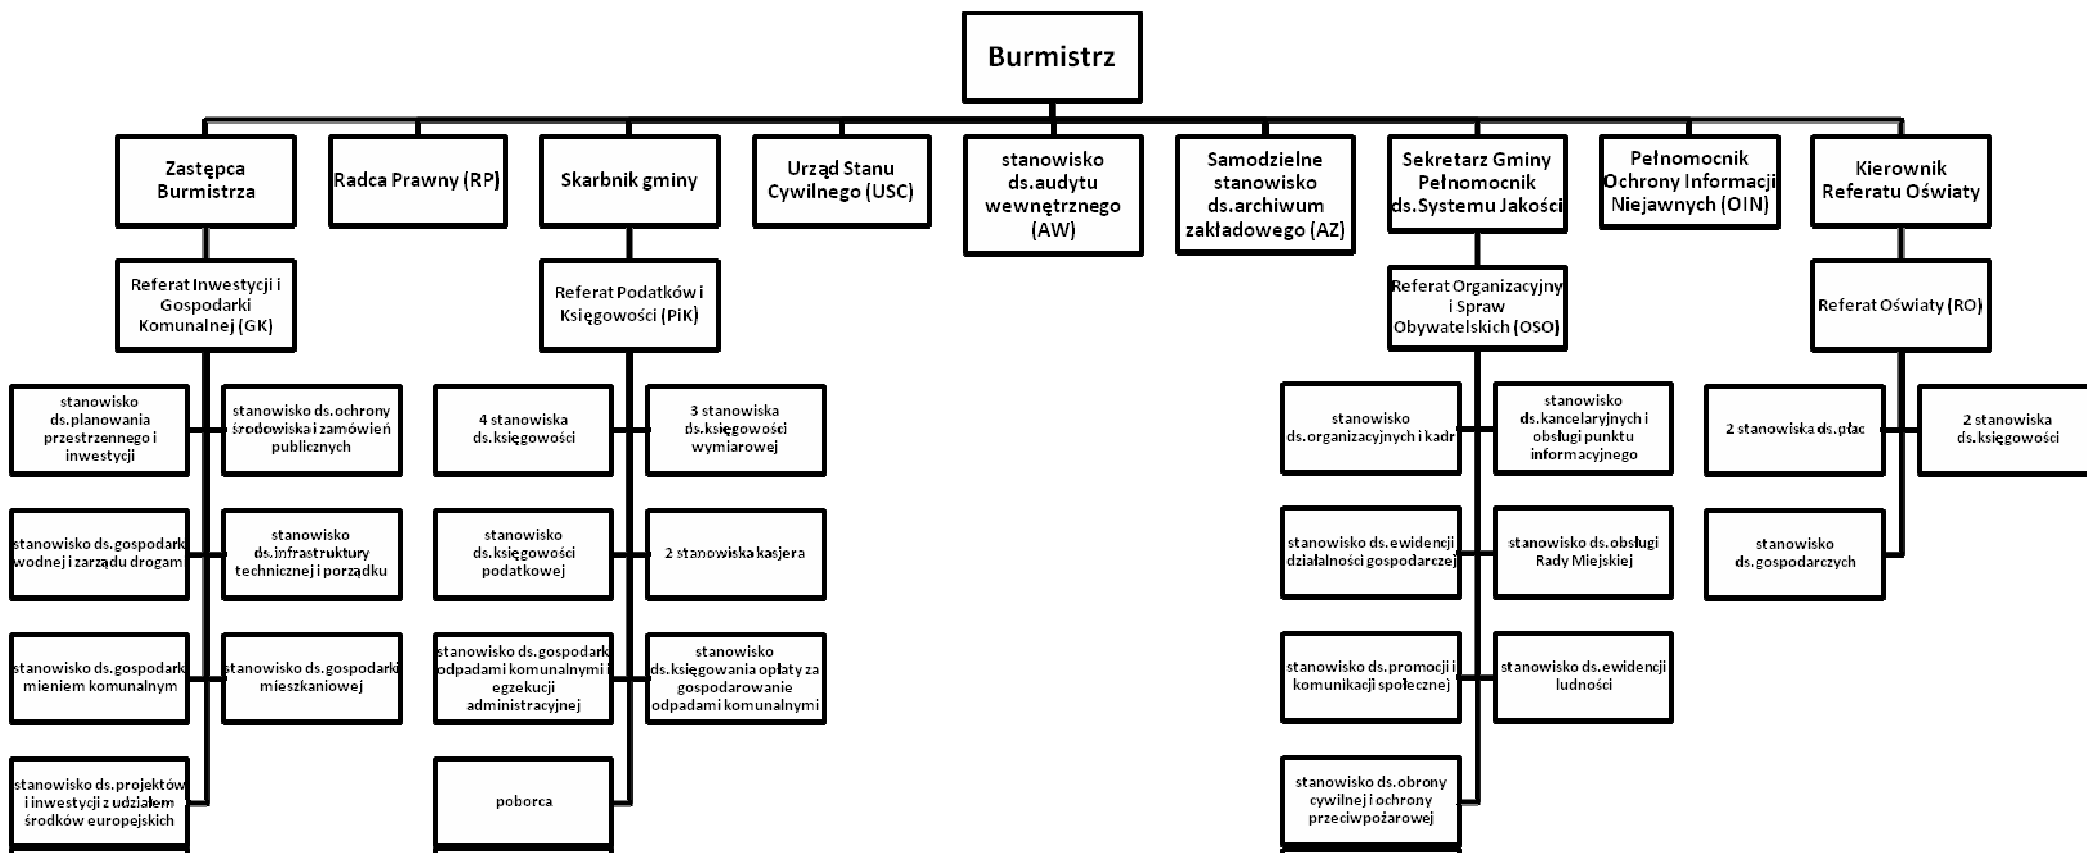 Burmistrz
Zastępca
Burmistrza
Radca Prawny (RP)
Skarbnik gminy
Urząd Stanu
Cywilnego (USC)
stanowisko
ds.audytu
wewnętrznego
(AW)
Samodzielne
stanowisko
ds.archiwum
zakładowego (AZ)
Sekretarz Gminy
Pełnomocnik
ds.Systemu Jakości
Pełnomocnik
Ochrony Informacji
Niejawnych (OIN)
Kierownik
Referatu Oświaty
Referat Inwestycji i
Gospodarki
Komunalnej (GK)
Referat Podatków i
Księgowości (PiK)
Referat Organizacyjny
i Spraw
Obywatelskich (OSO)
Referat Oświaty (RO)
stanowisko
ds.planowania
przestrzennego i
inwestycji
stanowisko ds.ochrony
środowiska i zamówień
publicznych
4 stanowiska
ds.księgowości
3 stanowiska
ds.księgowości
wymiarowej
stanowisko
ds.organizacyjnych i kadr
stanowisko
ds.kancelaryjnych i
obsługi punktu
informacyjnego
2 stanowiska ds.płac
2 stanowiska
ds.księgowości
stanowisko ds.gospodark
wodnej i zarządu drogam
stanowisko
ds.infrastruktury
technicznej i porządku
stanowisko
ds.księgowości
podatkowej
2 stanowiska kasjera
stanowisko ds.ewidencji
działalności gospodarczej
stanowisko ds.obsługi
Rady Miejskiej
stanowisko
ds.gospodarczych
stanowisko ds.gospodark
mieniem komunalnym
stanowisko ds.gospodarki
mieszkaniowej
stanowisko ds.gospodark
odpadami komunalnymi i
egzekucji
administracyjnej
stanowisko
ds.księgowania opłaty za
gospodarowanie
odpadami komunalnymi
stanowisko ds.promocji i
komunikacji społecznej
stanowisko ds.ewidencji
ludności
stanowisko ds.projektów
i inwestycji z udziałem
środków europejskich
poborca
stanowisko ds.obrony
cywilnej i ochrony
przeciwpożarowej